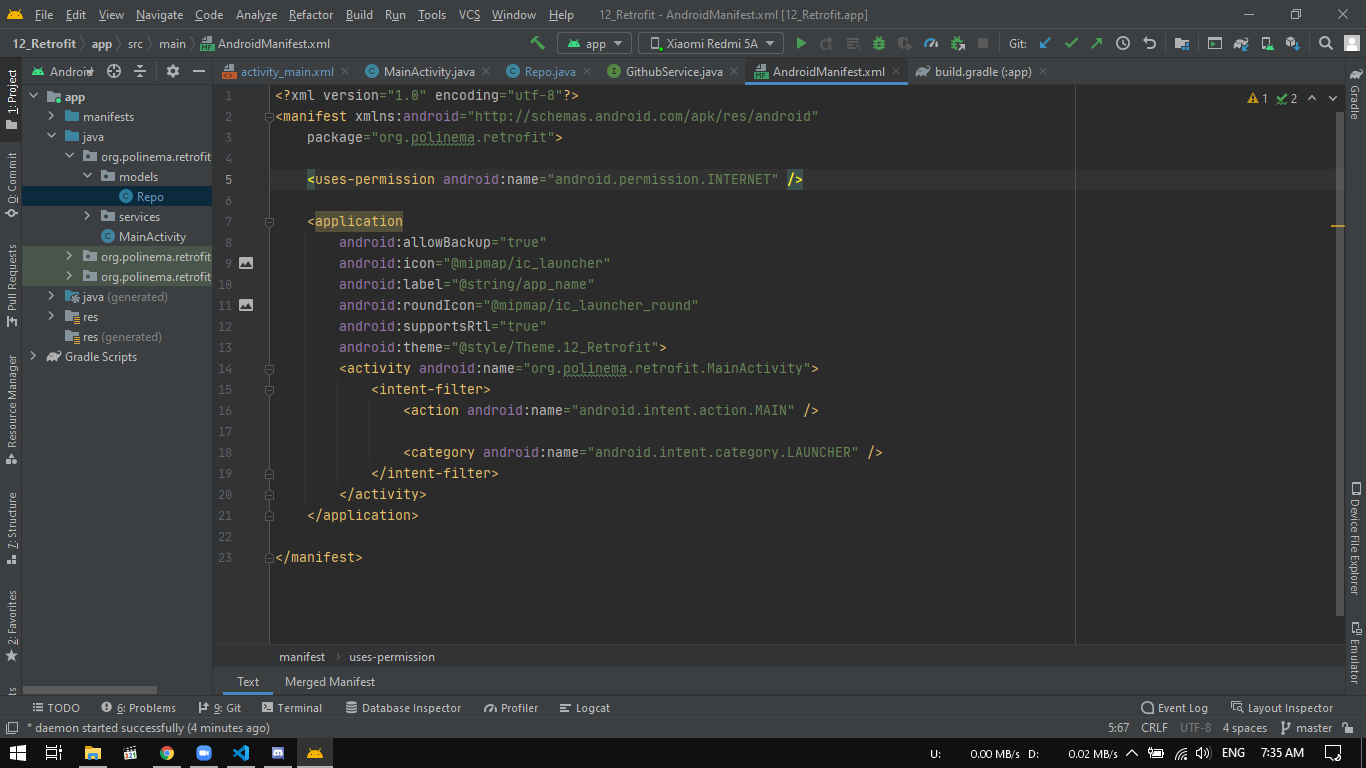 File Edit View Navigate Code Analyze Refactor Build Run Tools VCS Window Help 12_Retrofit - AndroidManifest.xml [12_Retrofit.app]
12_Retrofit app src main AndroidManifest.xml app Xiaomi Redmi 5A Git:
Android
activity_main.xml MainActivity.java Repo.java GithubService.java AndroidManifest.xml build.gradle (:app)
1: Project
0: Commit
Pull Requests
Resource Manager
7: Structure
2: Favorites
app
manifests
java
org.polinema.retrofit
models
Repo
services
MainActivity
org.polinema.retrofit
org.polinema.retrofit
java (generated)
res
res (generated)
Gradle Scripts
1 <?xml version="1.0" encoding="utf-8"?>
2 <manifest xmlns:android="http://schemas.android.com/apk/res/android"
3 package="org.polinema.retrofit">
4
5 <uses-permission android:name="android.permission.INTERNET" />
6
7 <application
8 android:allowBackup="true"
9 android:icon="@mipmap/ic_launcher"
10 android:label="@string/app_name"
11 android:roundIcon="@mipmap/ic_launcher_round"
12 android:supportsRtl="true"
13 android:theme="@style/Theme.12_Retrofit">
14 <activity android:name="org.polinema.retrofit.MainActivity">
15 <intent-filter>
16 <action android:name="android.intent.action.MAIN" />
17
18 <category android:name="android.intent.category.LAUNCHER" />
19 </intent-filter>
20 </activity>
21 </application>
22
23 </manifest>
1 2
Gradle
Device File Explorer
Emulator
manifest uses-permission
Text Merged Manifest
TODO 6: Problems 9: Git Terminal Database Inspector Profiler Logcat Event Log Layout Inspector
* daemon started successfully (4 minutes ago) 5:67 CRLF UTF-8 4 spaces master
U: 0.00 MB/s D: 0.02 MB/s ENG 7:35 AM